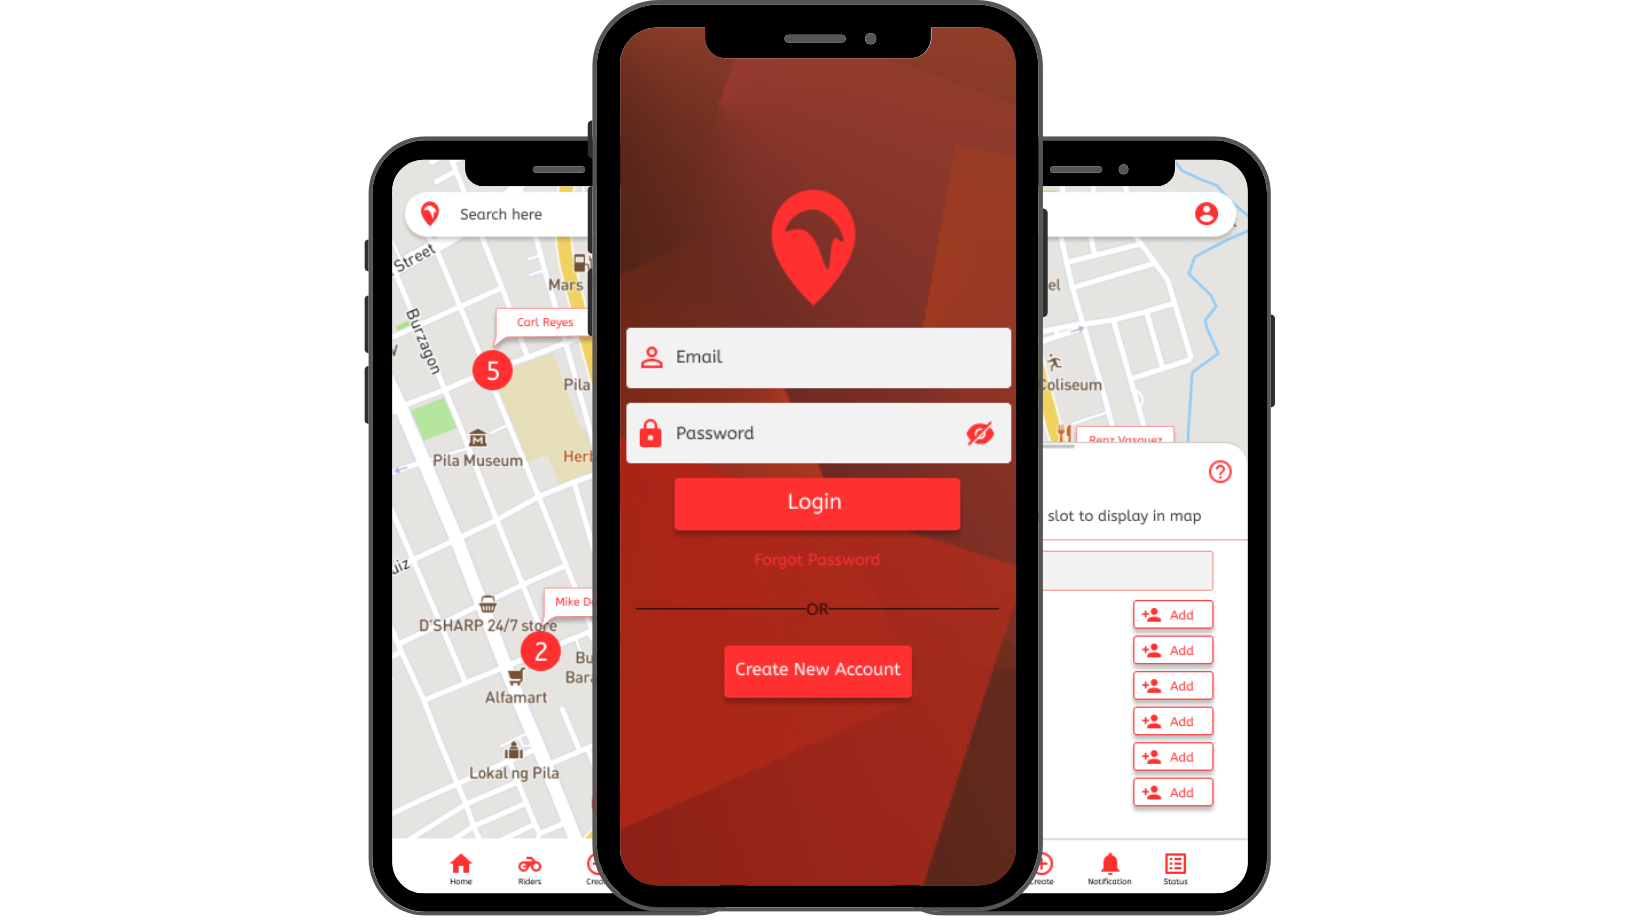 Search here
Street
Mars
Burzagon
Carl Reyes
5
Pila
Pila Museum
Herb
uiz
Mike D
D'SHARP 24/7 store
2
Bu
Bara
Alfamart
Lokal ng Pila
Home
Riders
Crea
Email
Password
Login
Forgot Password
OR
Create New Account
el
Coliseum
Renz Vasquez
?
slot to display in map
Add
Add
Add
Add
Add
Add
Create
Notification
Status